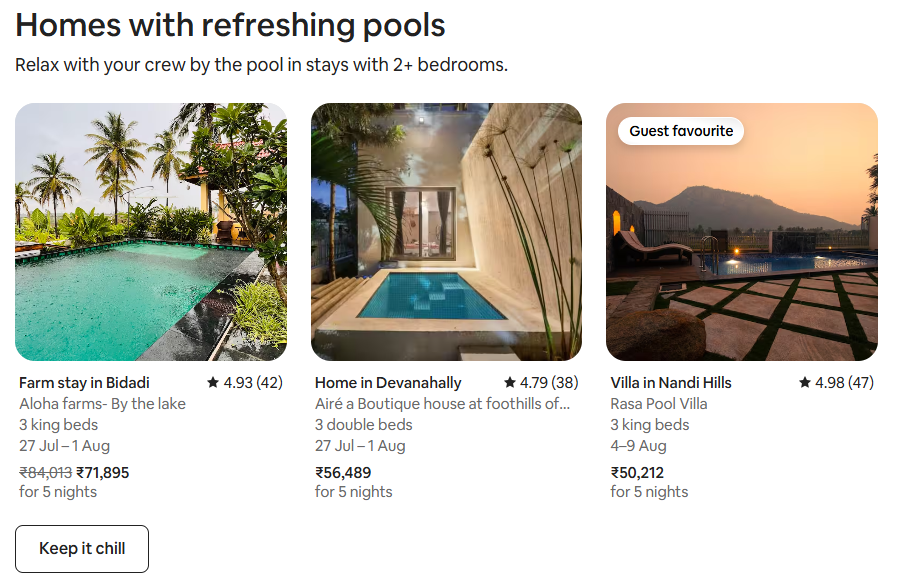 Homes with refreshing pools
Relax with your crew by the pool in stays with 2+ bedrooms.
Farm stay in Bidadi ★ 4.93 (42)
Aloha farms- By the lake
3 king beds
27 Jul – 1 Aug
₹84,013 ₹71,895
for 5 nights
Home in Devanahally ★ 4.79 (38)
Airé a Boutique house at foothills of...
3 double beds
27 Jul – 1 Aug
₹56,489
for 5 nights
Guest favourite
Villa in Nandi Hills ★ 4.98 (47)
Rasa Pool Villa
3 king beds
4–9 Aug
₹50,212
for 5 nights
Keep it chill